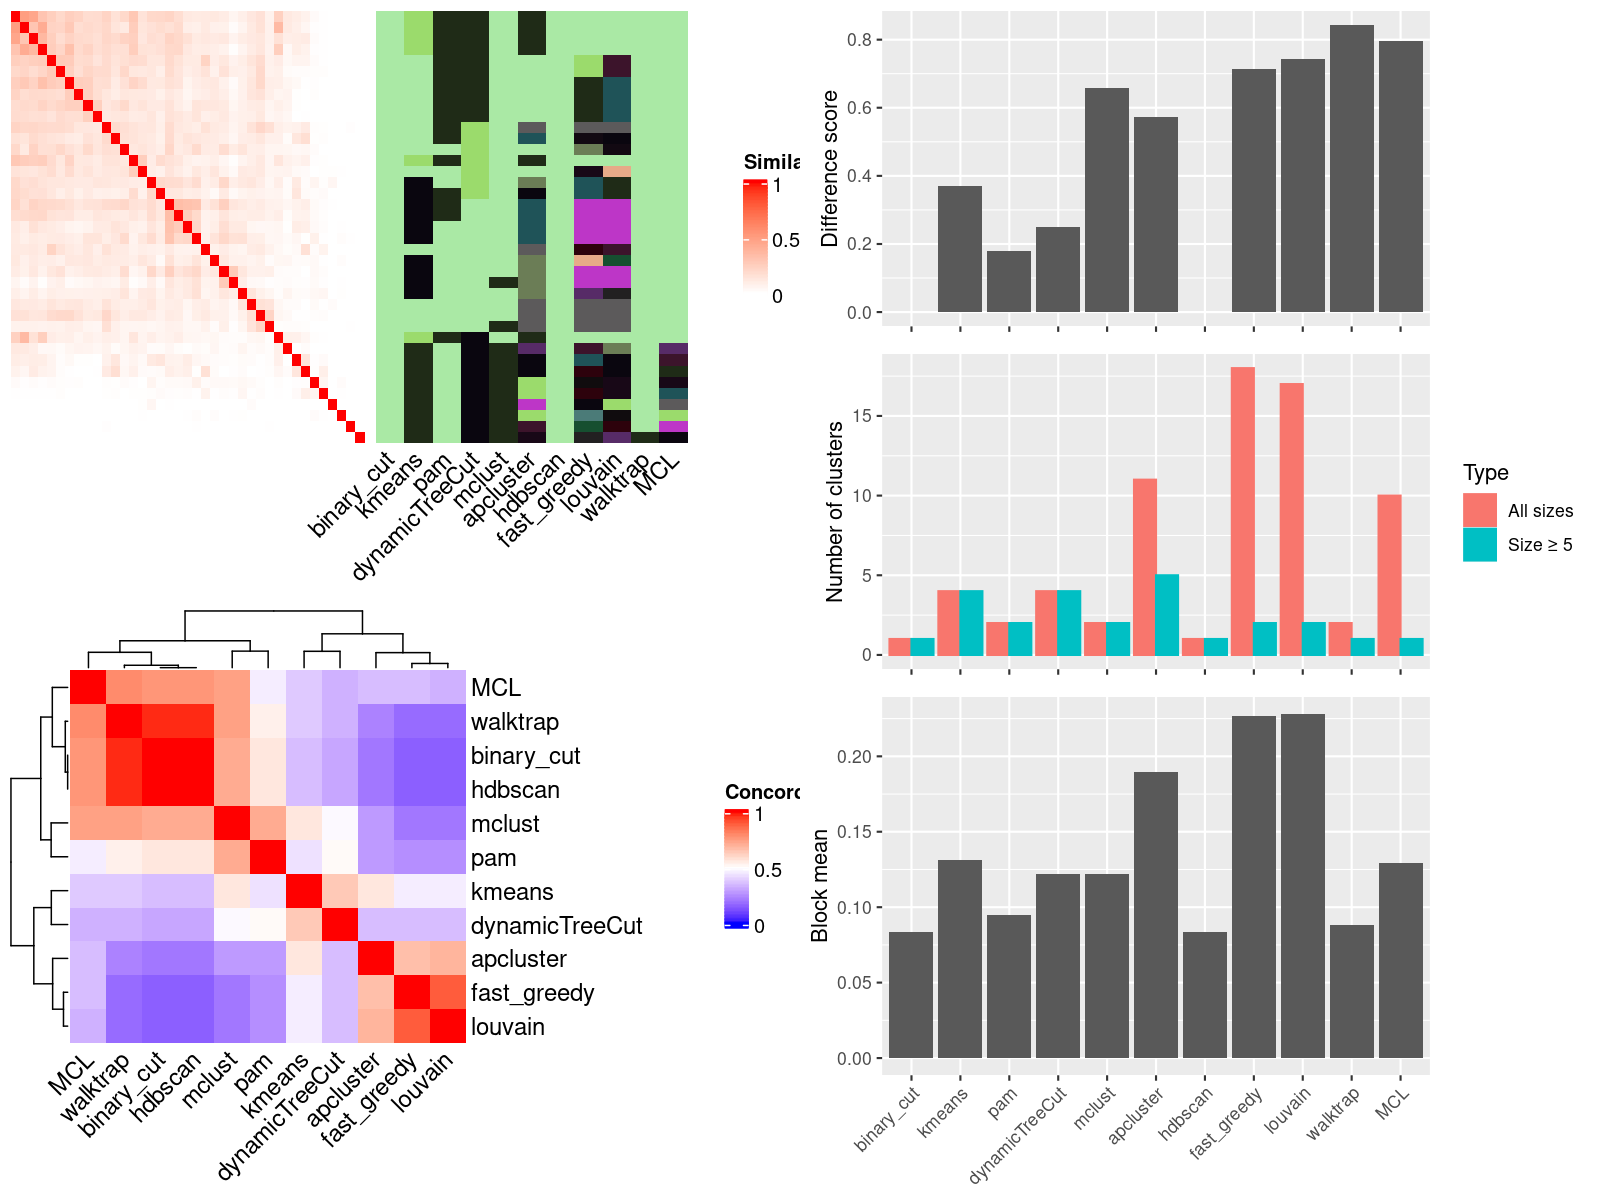 Simila
1
0.5
0
binary_cut
kmeans
pam
dynamicTreeCut
mclust
apcluster
hdbscan
fast_greedy
louvain
walktrap
MCL
MCL
walktrap
binary_cut
hdbscan
mclust
pam
kmeans
dynamicTreeCut
apcluster
fast_greedy
louvain
MCL
walktrap
binary_cut
hdbscan
mclust
pam
kmeans
dynamicTreeCut
apcluster
fast_greedy
louvain
Concord
1
0.5
0
Difference score
0.8
0.6
0.4
0.2
0.0
Number of clusters
15
10
5
0
Type
All sizes
Size ≥ 5
Block mean
0.20
0.15
0.10
0.05
0.00
binary_cut
kmeans
pam
dynamicTreeCut
mclust
apcluster
hdbscan
fast_greedy
louvain
walktrap
MCL